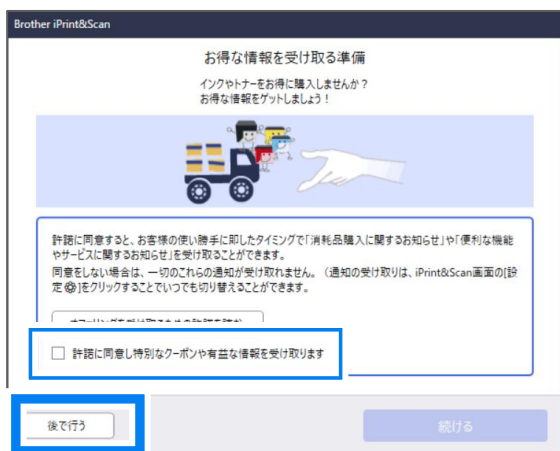 Brother iPrint&Scan
お得な情報を受け取る準備
インクやトナーをお得に購入しませんか？
お得な情報をゲットしましょう！
許諾に同意すると、お客様の使い勝手に即したタイミングで「消耗品購入に関するお知らせ」や「便利な機能
やサービスに関するお知らせ」を受け取ることができます。
同意をしない場合は、一切のこれらの通知が受け取れません。（通知の受け取りは、iPrint&Scan画面の[設
定]をクリックすることでいつでも切り替えることができます。
許諾に同意し特別なクーポンや有益な情報を受け取ります
後で行う
続ける